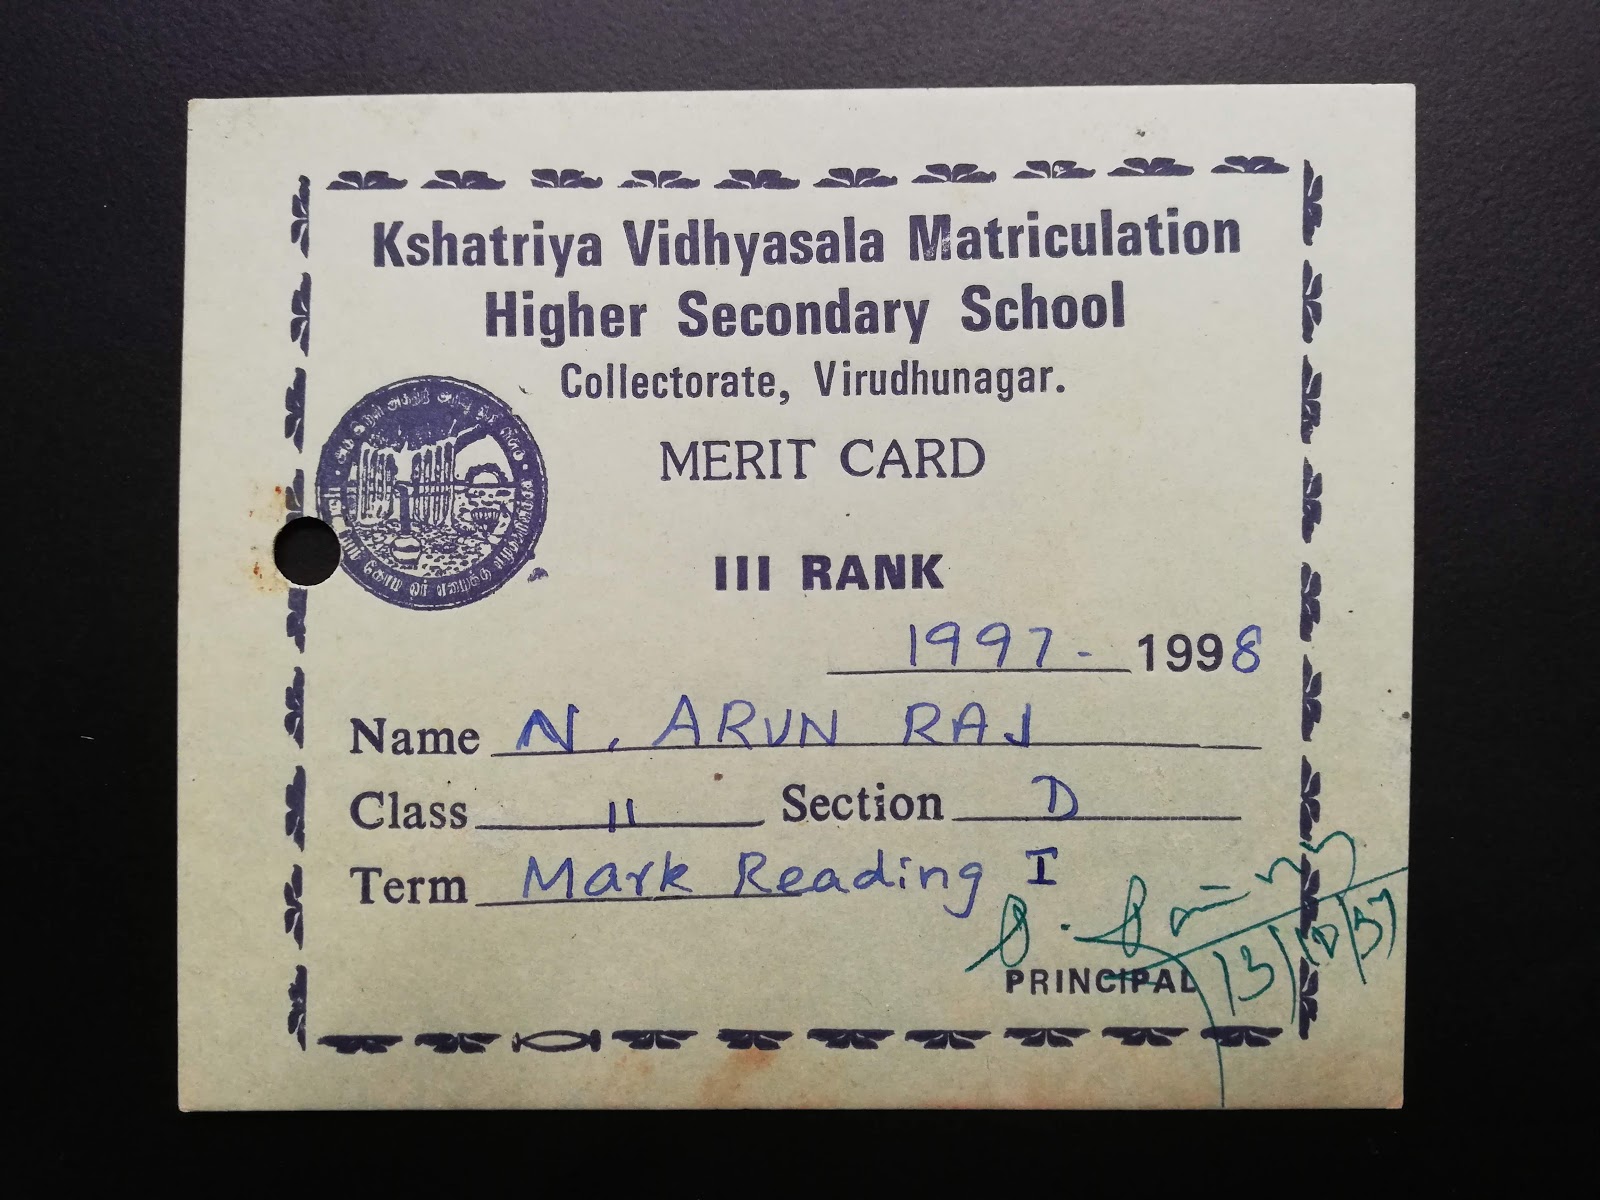 Kshatriya Vidhyasala Matriculation
Higher Secondary School
Collectorate, Virudhunagar.
MERIT CARD
III RANK
1997 - 1998
Name N. ARUN RAJ
Class II Section D
Term Mark Reading I
PRINCIPAL